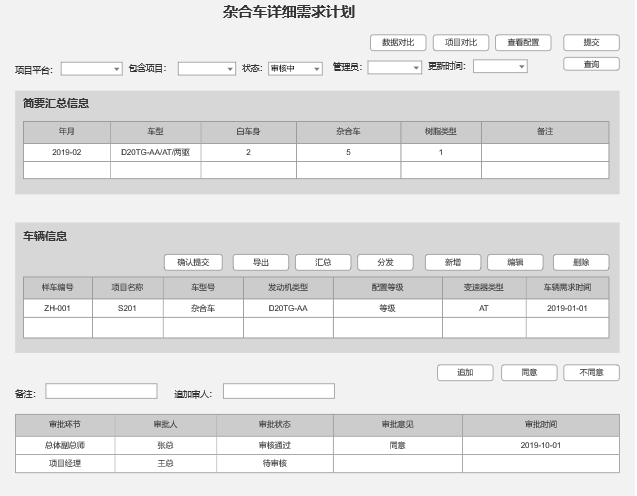 杂合车详细需求计划
数据对比 项目对比 查看配置 提交
项目平台: 包含项目: 状态: 审核中 管理员: 更新时间: 查询
简要汇总信息
年月 车型 白车身 杂合车 树脂类型 备注
2019-02 D20TG-AA/AT/两驱 2 5 1
车辆信息
确认提交 导出 汇总 分发 新增 编辑 删除
样车编号 项目名称 车型号 发动机类型 配置等级 变速器类型 车辆需求时间
ZH-001 S201 杂合车 D20TG-AA 等级 AT 2019-01-01
追加 同意 不同意
备注: 追加审人:
审批环节 审批人 审批状态 审批意见 审批时间
总体副总师 张总 审核通过 同意 2019-10-01
项目经理 王总 待审核